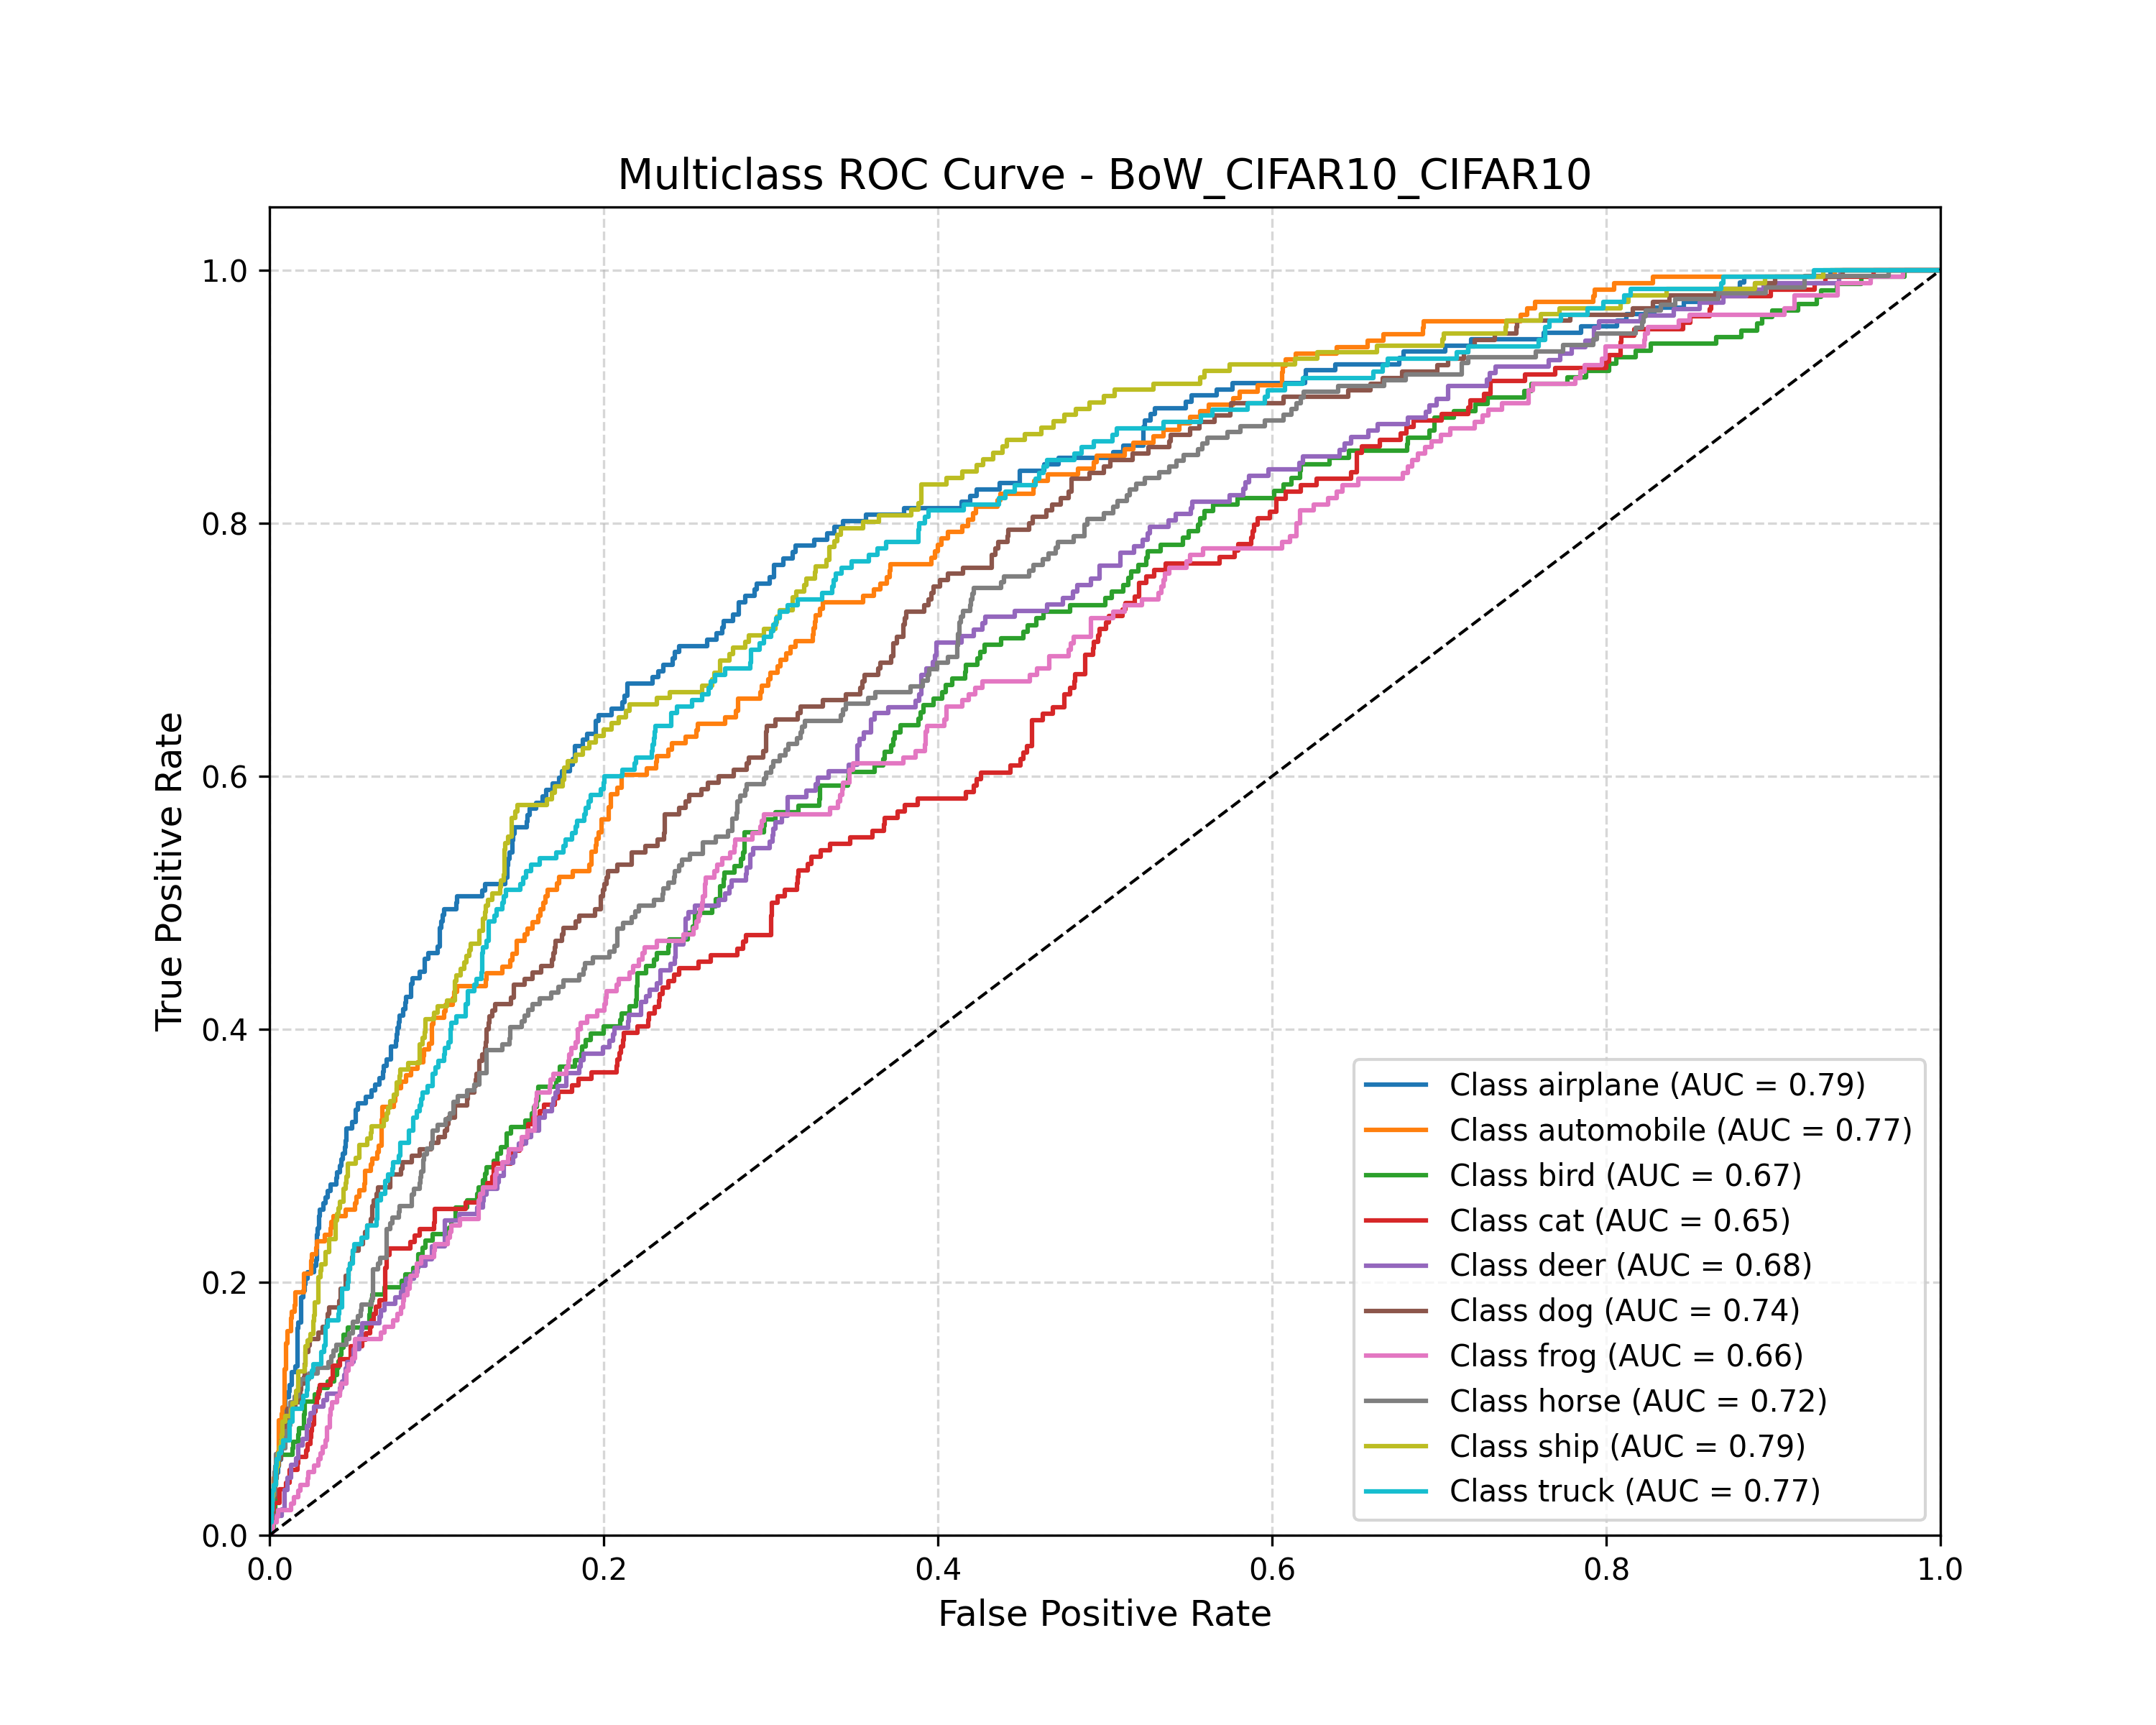 Multiclass ROC Curve - BoW_CIFAR10_CIFAR10
True Positive Rate
1.0
0.8
0.6
0.4
0.2
0.0
Class airplane (AUC = 0.79)
Class automobile (AUC = 0.77)
Class bird (AUC = 0.67)
Class cat (AUC = 0.65)
Class deer (AUC = 0.68)
Class dog (AUC = 0.74)
Class frog (AUC = 0.66)
Class horse (AUC = 0.72)
Class ship (AUC = 0.79)
Class truck (AUC = 0.77)
0.0 0.2 0.4 0.6 0.8 1.0
False Positive Rate